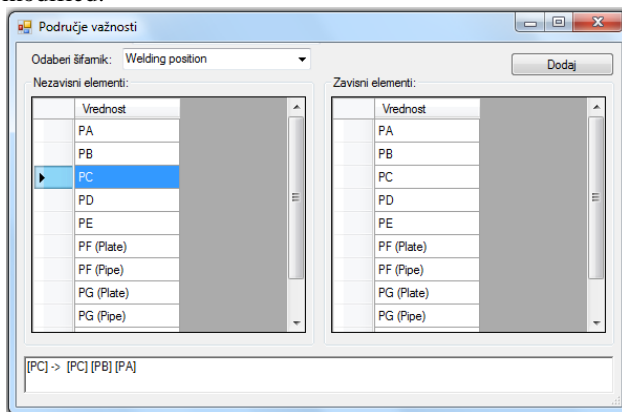 modified.
Područje važnosti
Odaberi šifarnik: Welding position
Dodaj
Nezavisni elementi:
Vrednost
PA
PB
PC
PD
PE
PF (Plate)
PF (Pipe)
PG (Plate)
PG (Pipe)
Zavisni elementi:
Vrednost
PA
PB
PC
PD
PE
PF (Plate)
PF (Pipe)
PG (Plate)
PG (Pipe)
[PC] -> [PC] [PB] [PA]